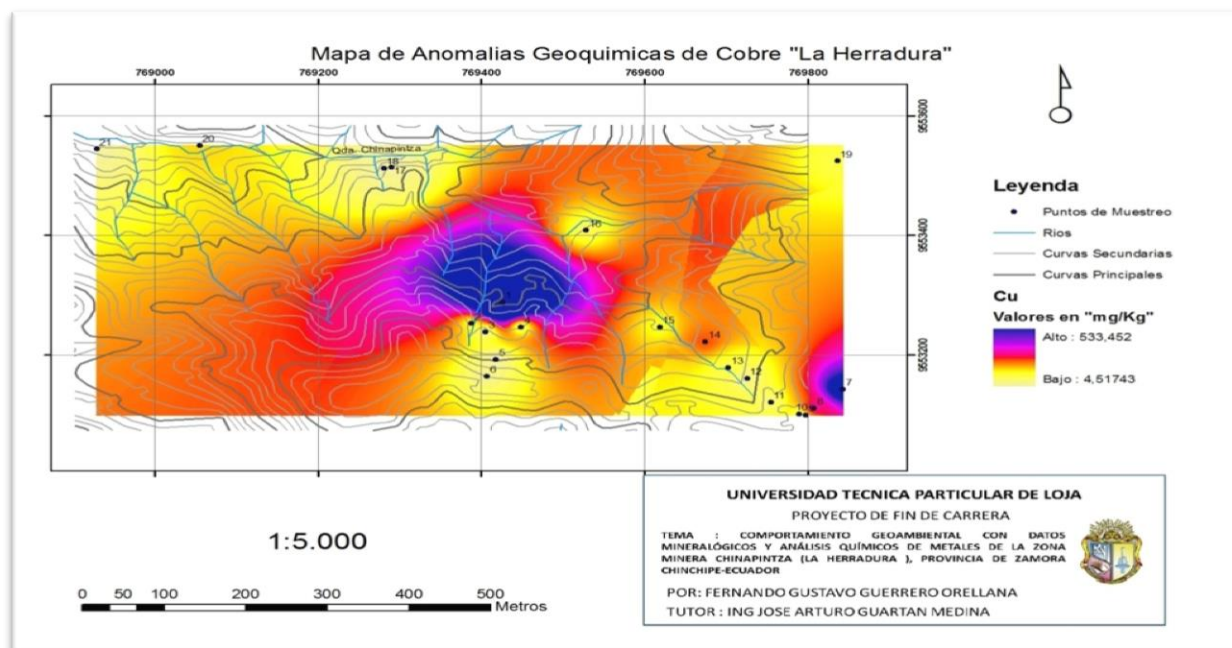 Mapa de Anomalias Geoquimicas de Cobre "La Herradura"
769000 769200 769400 769600 769800
9553600
9553400
9553200
21
20
Qda. Chinapintza
18
17
19
16
1
4
15
14
5
6
13
12
7
11
10
8
Leyenda
Puntos de Muestreo
Rios
Curvas Secundarias
Curvas Principales
Cu
Valores en "mg/Kg"
Alto : 533,452
Bajo : 4,51743
1:5.000
0 50 100 200 300 400 500
Metros
UNIVERSIDAD TECNICA PARTICULAR DE LOJA
PROYECTO DE FIN DE CARRERA
TEMA : COMPORTAMIENTO GEOAMBIENTAL CON DATOS
MINERALÓGICOS Y ANÁLISIS QUÍMICOS DE METALES DE LA ZONA
MINERA CHINAPINTZA (LA HERRADURA ), PROVINCIA DE ZAMORA
CHINCHIPE-ECUADOR
POR: FERNANDO GUSTAVO GUERRERO ORELLANA
TUTOR : ING JOSE ARTURO GUARTAN MEDINA